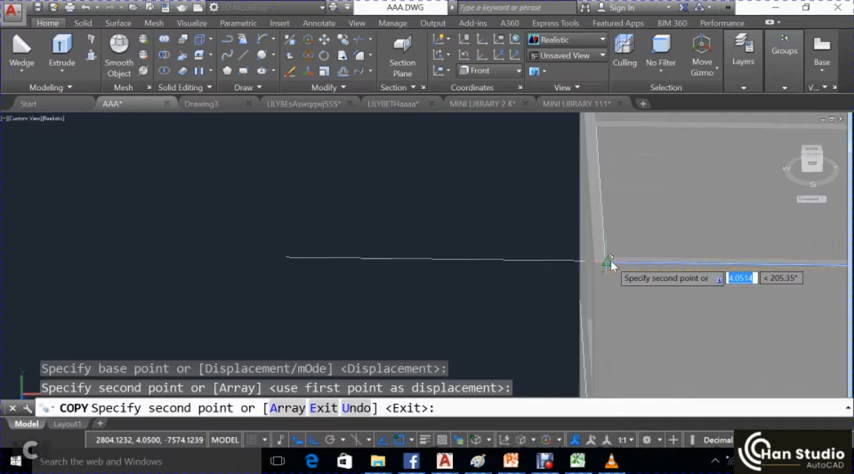 AAA.DWG
Type a keyword or phrase
Sign In
Home Solid Surface Mesh Visualize Parametric Insert Annotate View Manage Output Add-ins A360 Express Tools Featured Apps BIM 360 Performance
Realistic
Unsaved View
Front
Wedge Extrude Smooth Object Section Plane Culling No Filter Move Gizmo Layers Groups Base
Modeling Mesh Solid Editing Draw Modify Section Coordinates Selection View
Start AAA* Drawing3 MINI LIBRARY 2 K* MINI LIBRARY 111*
[−][Custom View][Realistic]
TOP
S
Specify second point or 4.0514 < 205.35°
Specify base point or [Displacement/mOde] <Displacement>:
Specify second point or [Array] <use first point as displacement>:
COPY Specify second point or [Array Exit Undo] <Exit>:
Model Layout1
2804.1232, 4.0500, -7574.1139 MODEL 1:1 Decimal
Search the web and Windows
Han Studio
AutoCAD